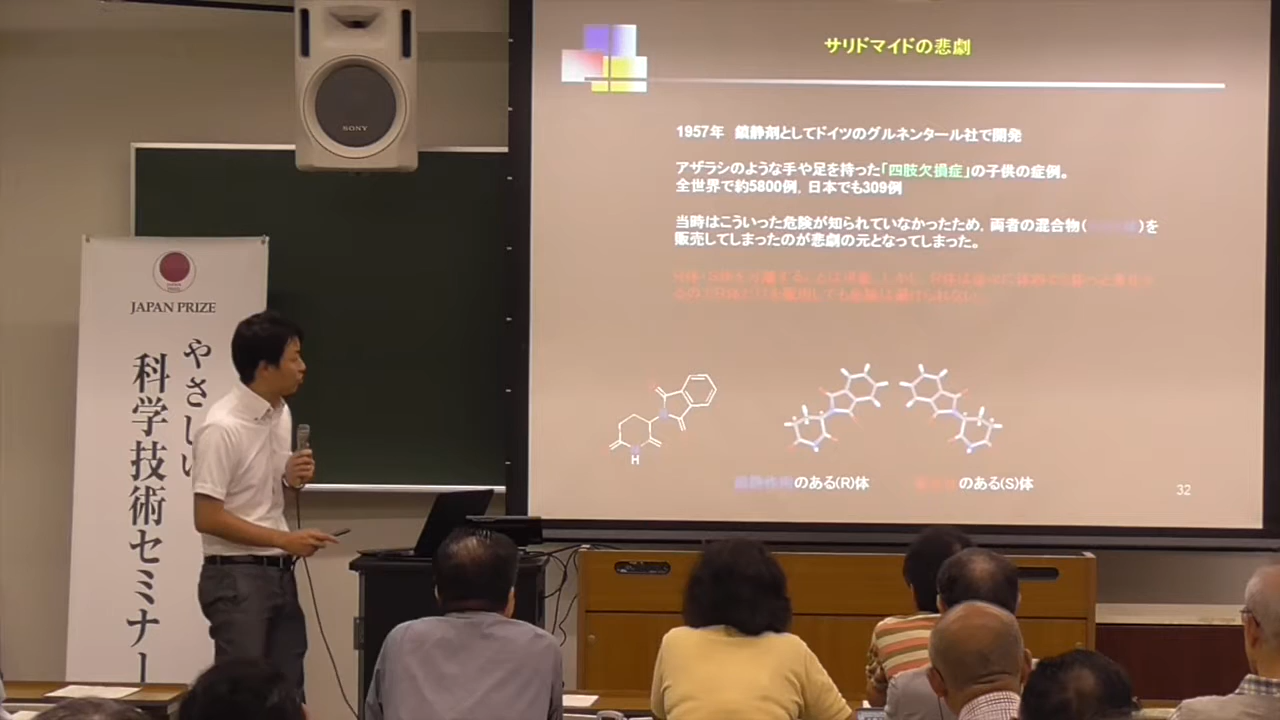 SONY
JAPAN PRIZE
やさしい
科学技術セミナー
サリドマイドの悲劇
1957年 鎮静剤としてドイツのグルネンタール社で開発
アザラシのような手や足を持った「四肢欠損症」の子供の症例。
全世界で約5800例，日本でも309例
当時はこういった危険が知られていなかったため，両者の混合物( )を
販売してしまったのが悲劇の元となってしまった。
N
N
H
のある(R)体
のある(S)体
32